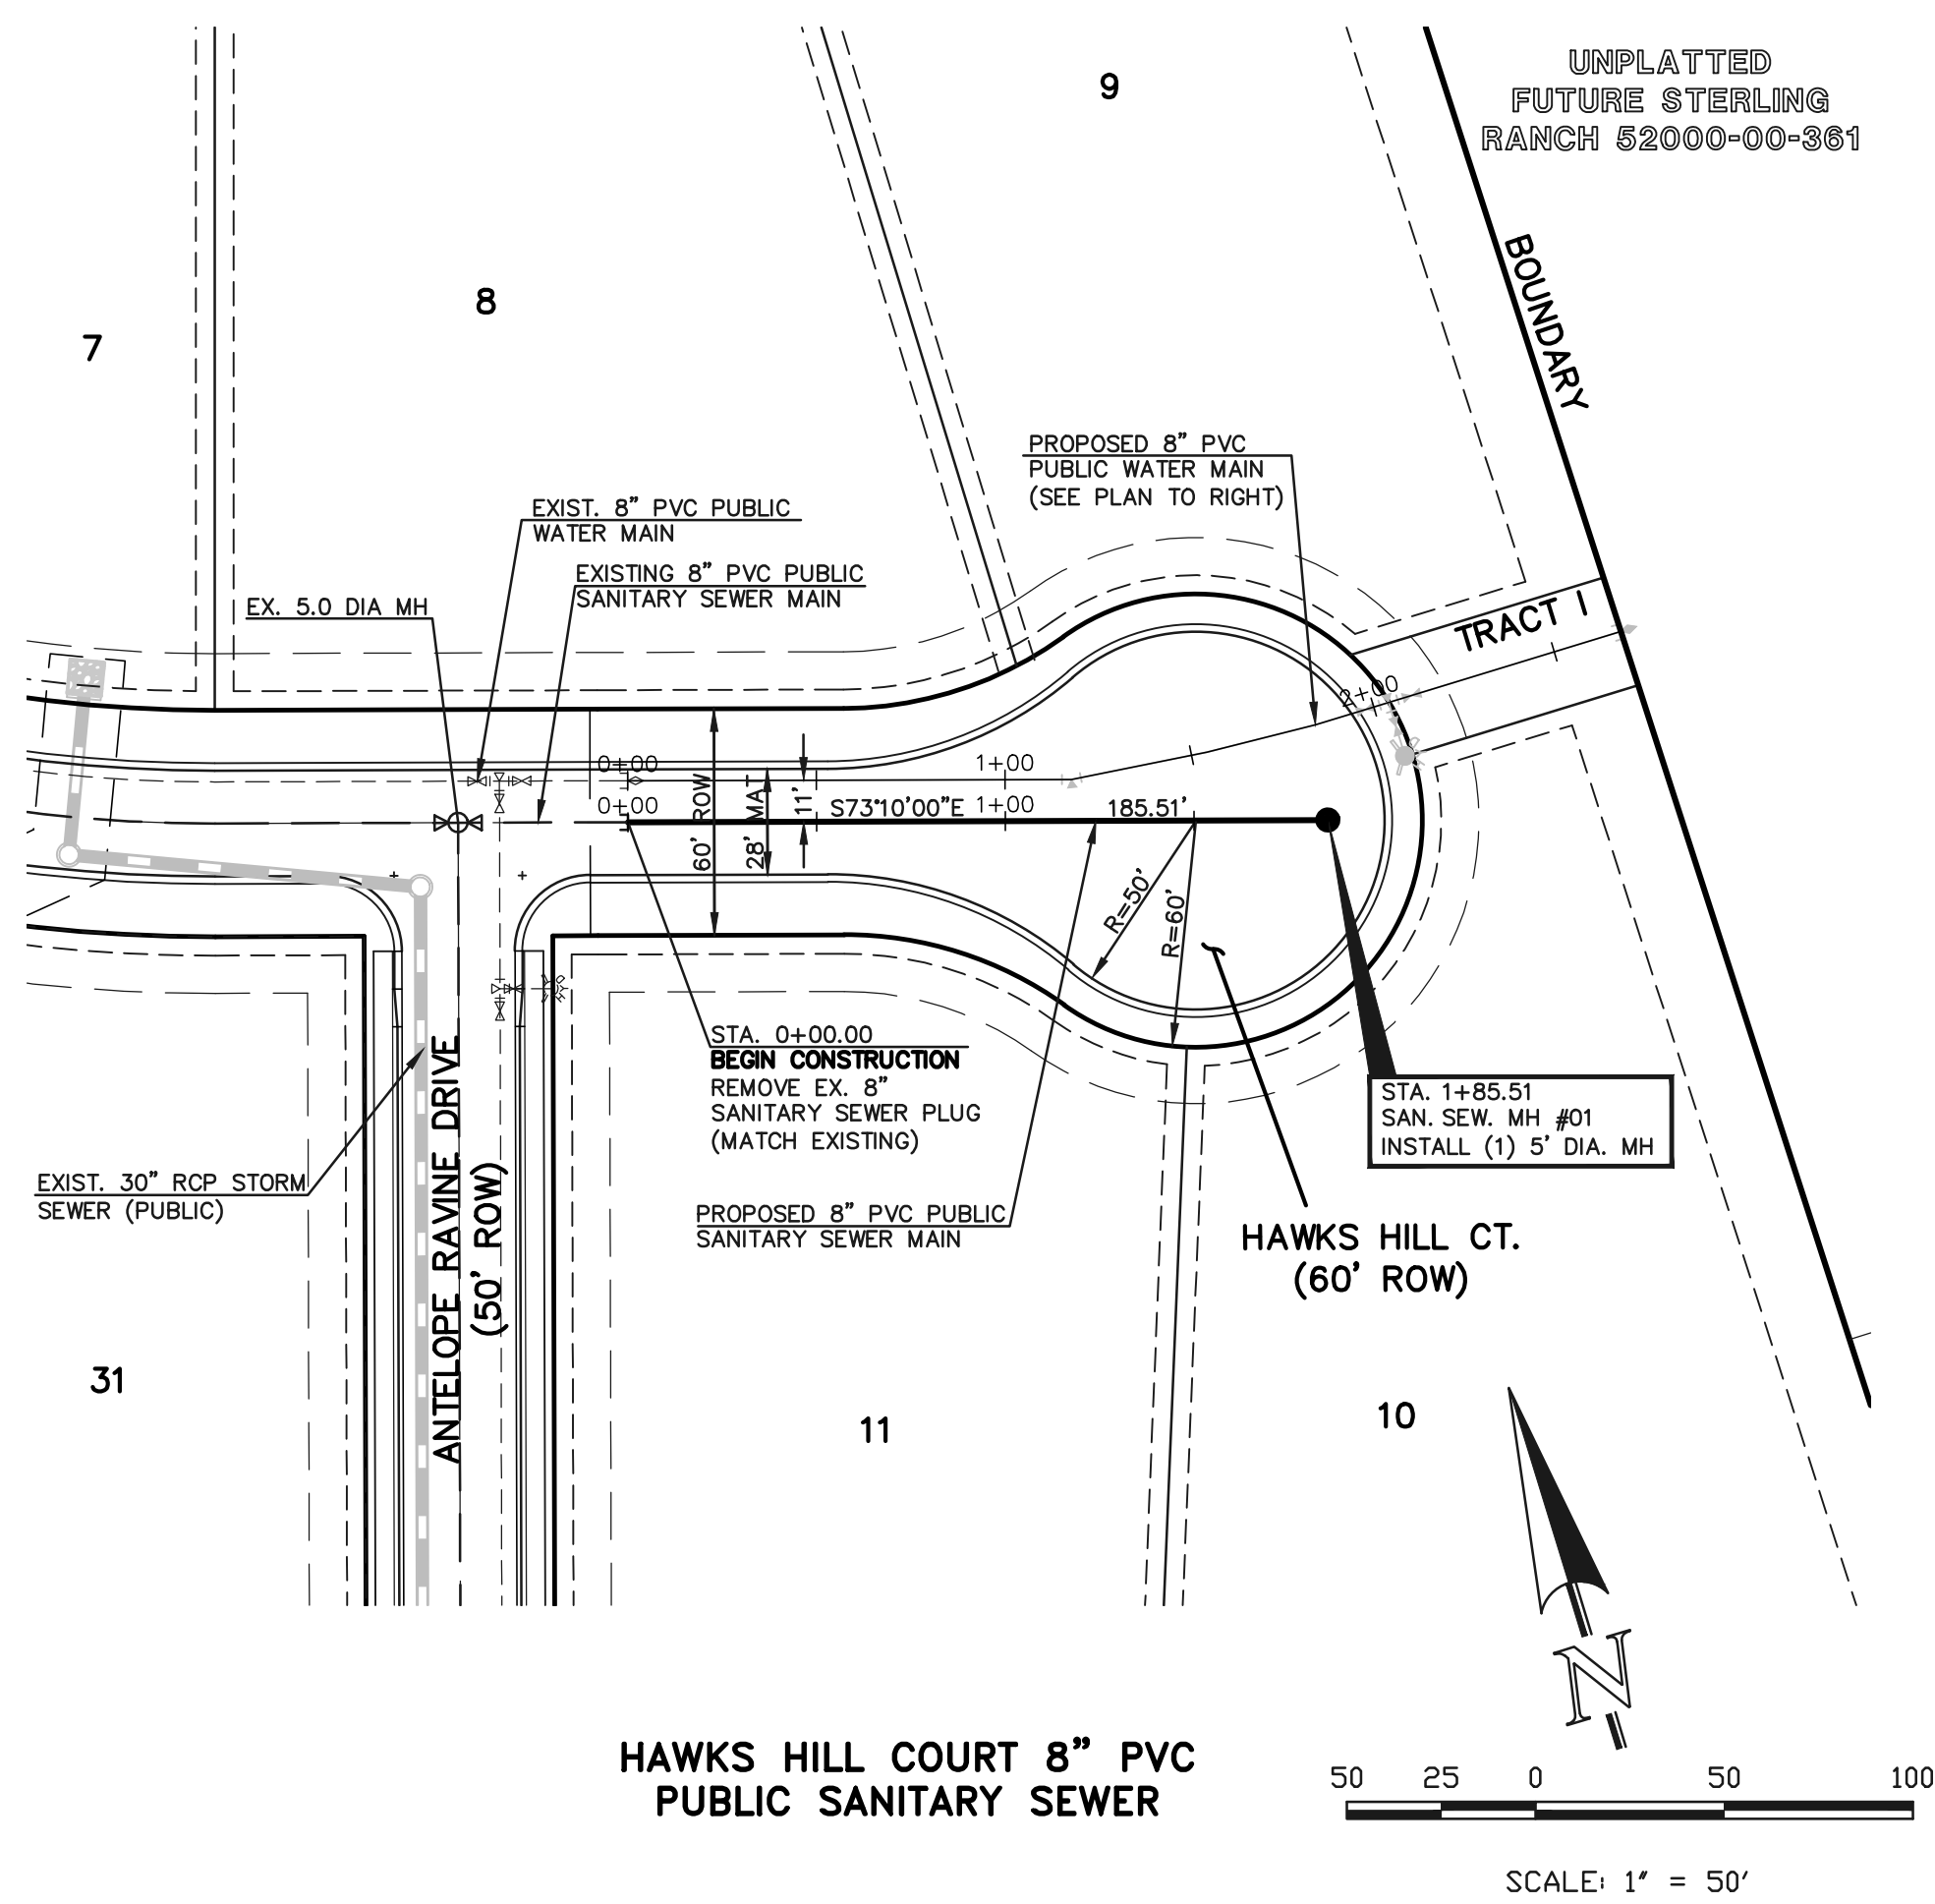 UNPLATTED
FUTURE STERLING
RANCH 52000-00-361
9
8
7
BOUNDARY
PROPOSED 8" PVC
PUBLIC WATER MAIN
(SEE PLAN TO RIGHT)
EXIST. 8" PVC PUBLIC
WATER MAIN
EXISTING 8" PVC PUBLIC
SANITARY SEWER MAIN
EX. 5.0 DIA MH
TRACT I
2+00
0+00
1+00
0+00
S73°10'00"E
1+00
185.51'
60' ROW
28' MAT
11'
R=50'
R=60'
STA. 0+00.00
BEGIN CONSTRUCTION
REMOVE EX. 8"
SANITARY SEWER PLUG
(MATCH EXISTING)
STA. 1+85.51
SAN. SEW. MH #01
INSTALL (1) 5' DIA. MH
EXIST. 30" RCP STORM
SEWER (PUBLIC)
ANTELOPE RAVINE DRIVE
(50' ROW)
PROPOSED 8" PVC PUBLIC
SANITARY SEWER MAIN
HAWKS HILL CT.
(60' ROW)
31
11
10
N
HAWKS HILL COURT 8" PVC
PUBLIC SANITARY SEWER
50 25 0 50 100
SCALE: 1" = 50'